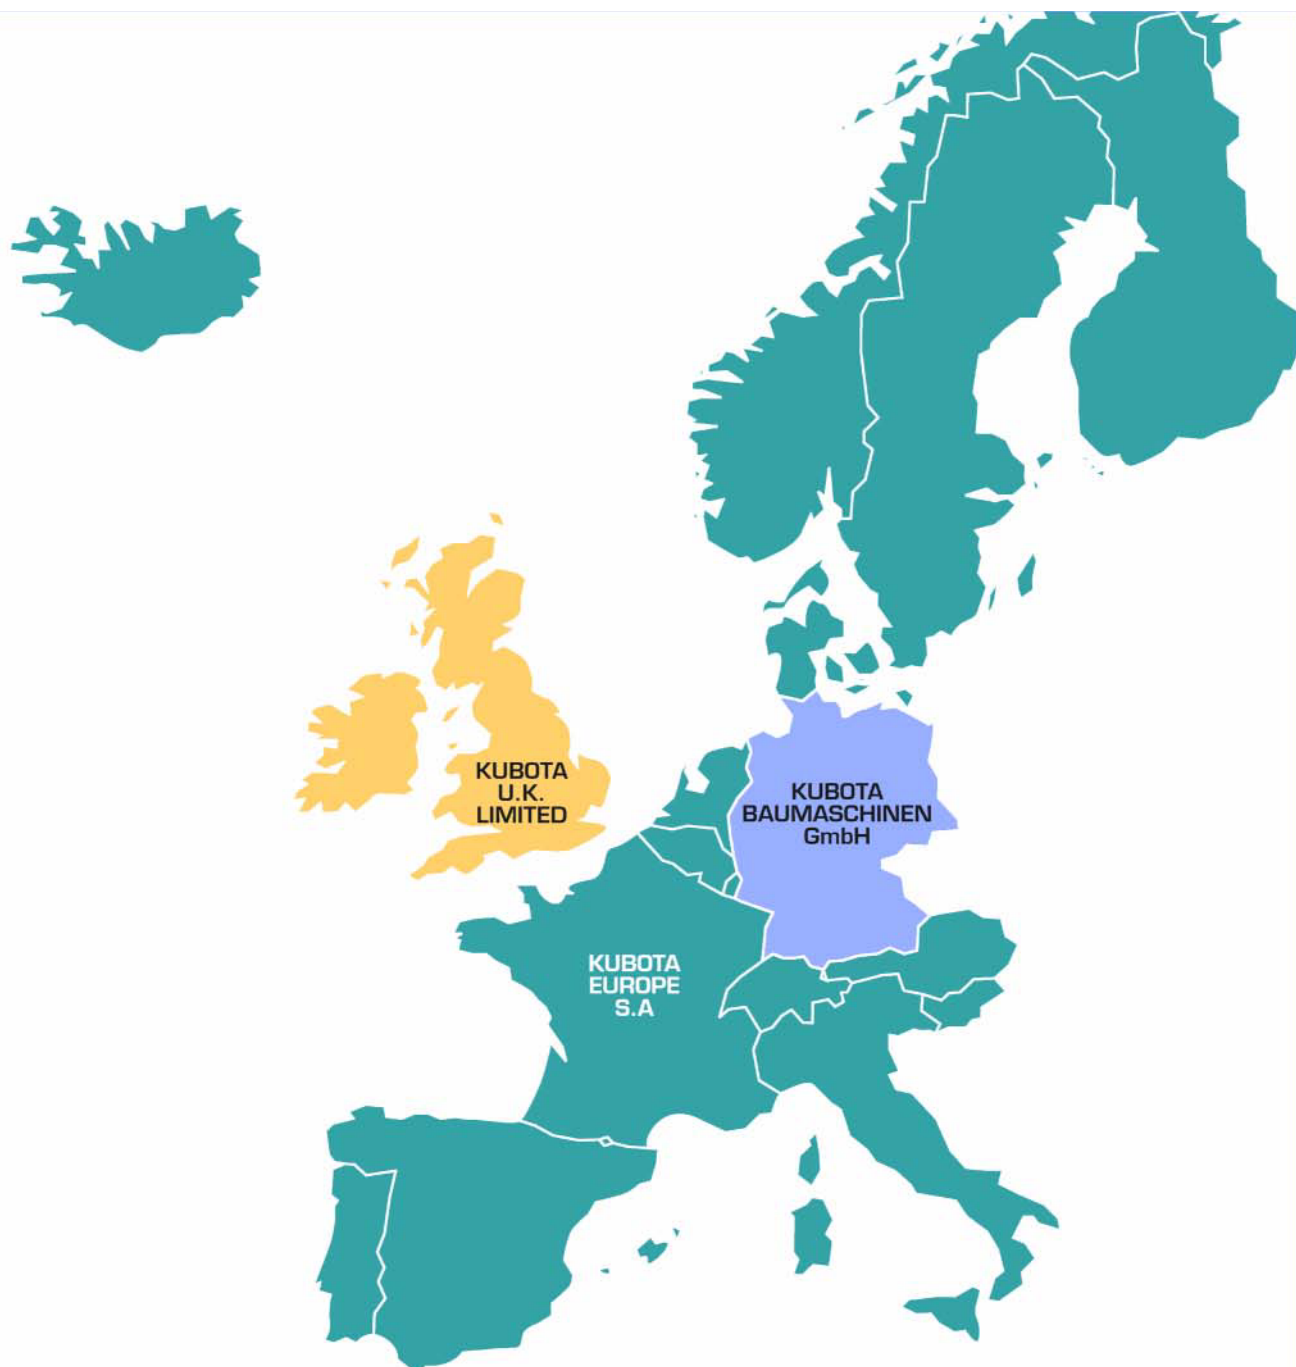 KUBOTA
U.K.
LIMITED
KUBOTA
BAUMASCHINEN
GmbH
KUBOTA
EUROPE
S.A